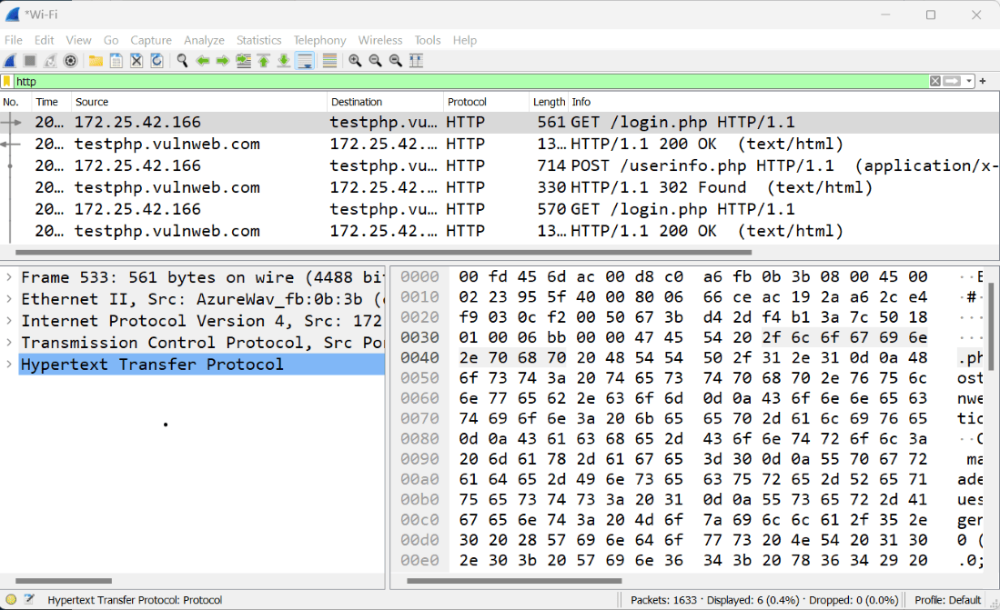 *Wi-Fi
File Edit View Go Capture Analyze Statistics Telephony Wireless Tools Help
http
No. Time Source Destination Protocol Length Info
20… 172.25.42.166 testphp.vu… HTTP 561 GET /login.php HTTP/1.1
20… testphp.vulnweb.com 172.25.42.… HTTP 13… HTTP/1.1 200 OK (text/html)
20… 172.25.42.166 testphp.vu… HTTP 714 POST /userinfo.php HTTP/1.1 (application/x-
20… testphp.vulnweb.com 172.25.42.… HTTP 330 HTTP/1.1 302 Found (text/html)
20… 172.25.42.166 testphp.vu… HTTP 570 GET /login.php HTTP/1.1
20… testphp.vulnweb.com 172.25.42.… HTTP 13… HTTP/1.1 200 OK (text/html)
Frame 533: 561 bytes on wire (4488 bi
Ethernet II, Src: AzureWav_fb:0b:3b (
Internet Protocol Version 4, Src: 172
Transmission Control Protocol, Src Po
Hypertext Transfer Protocol
0000 00 fd 45 6d ac 00 d8 c0 a6 fb 0b 3b 08 00 45 00 ··E
0010 02 23 95 5f 40 00 80 06 66 ce ac 19 2a a6 2c e4 ·#·
0020 f9 03 0c f2 00 50 67 3b d4 2d f4 b1 3a 7c 50 18 ····
0030 01 00 06 bb 00 00 47 45 54 20 2f 6c 6f 67 69 6e ····
0040 2e 70 68 70 20 48 54 54 50 2f 31 2e 31 0d 0a 48 .ph
0050 6f 73 74 3a 20 74 65 73 74 70 68 70 2e 76 75 6c ost
0060 6e 77 65 62 2e 63 6f 6d 0d 0a 43 6f 6e 6e 65 63 nwe
0070 74 69 6f 6e 3a 20 6b 65 65 70 2d 61 6c 69 76 65 tic
0080 0d 0a 43 61 63 68 65 2d 43 6f 6e 74 72 6f 6c 3a ··C
0090 20 6d 61 78 2d 61 67 65 3d 30 0d 0a 55 70 67 72 ma
00a0 61 64 65 2d 49 6e 73 65 63 75 72 65 2d 52 65 71 ade
00b0 75 65 73 74 73 3a 20 31 0d 0a 55 73 65 72 2d 41 ues
00c0 67 65 6e 74 3a 20 4d 6f 7a 69 6c 6c 61 2f 35 2e gen
00d0 30 20 28 57 69 6e 64 6f 77 73 20 4e 54 20 31 30 0 (
00e0 2e 30 3b 20 57 69 6e 36 34 3b 20 78 36 34 29 20 .0;
Hypertext Transfer Protocol: Protocol
Packets: 1633 · Displayed: 6 (0.4%) · Dropped: 0 (0.0%)
Profile: Default